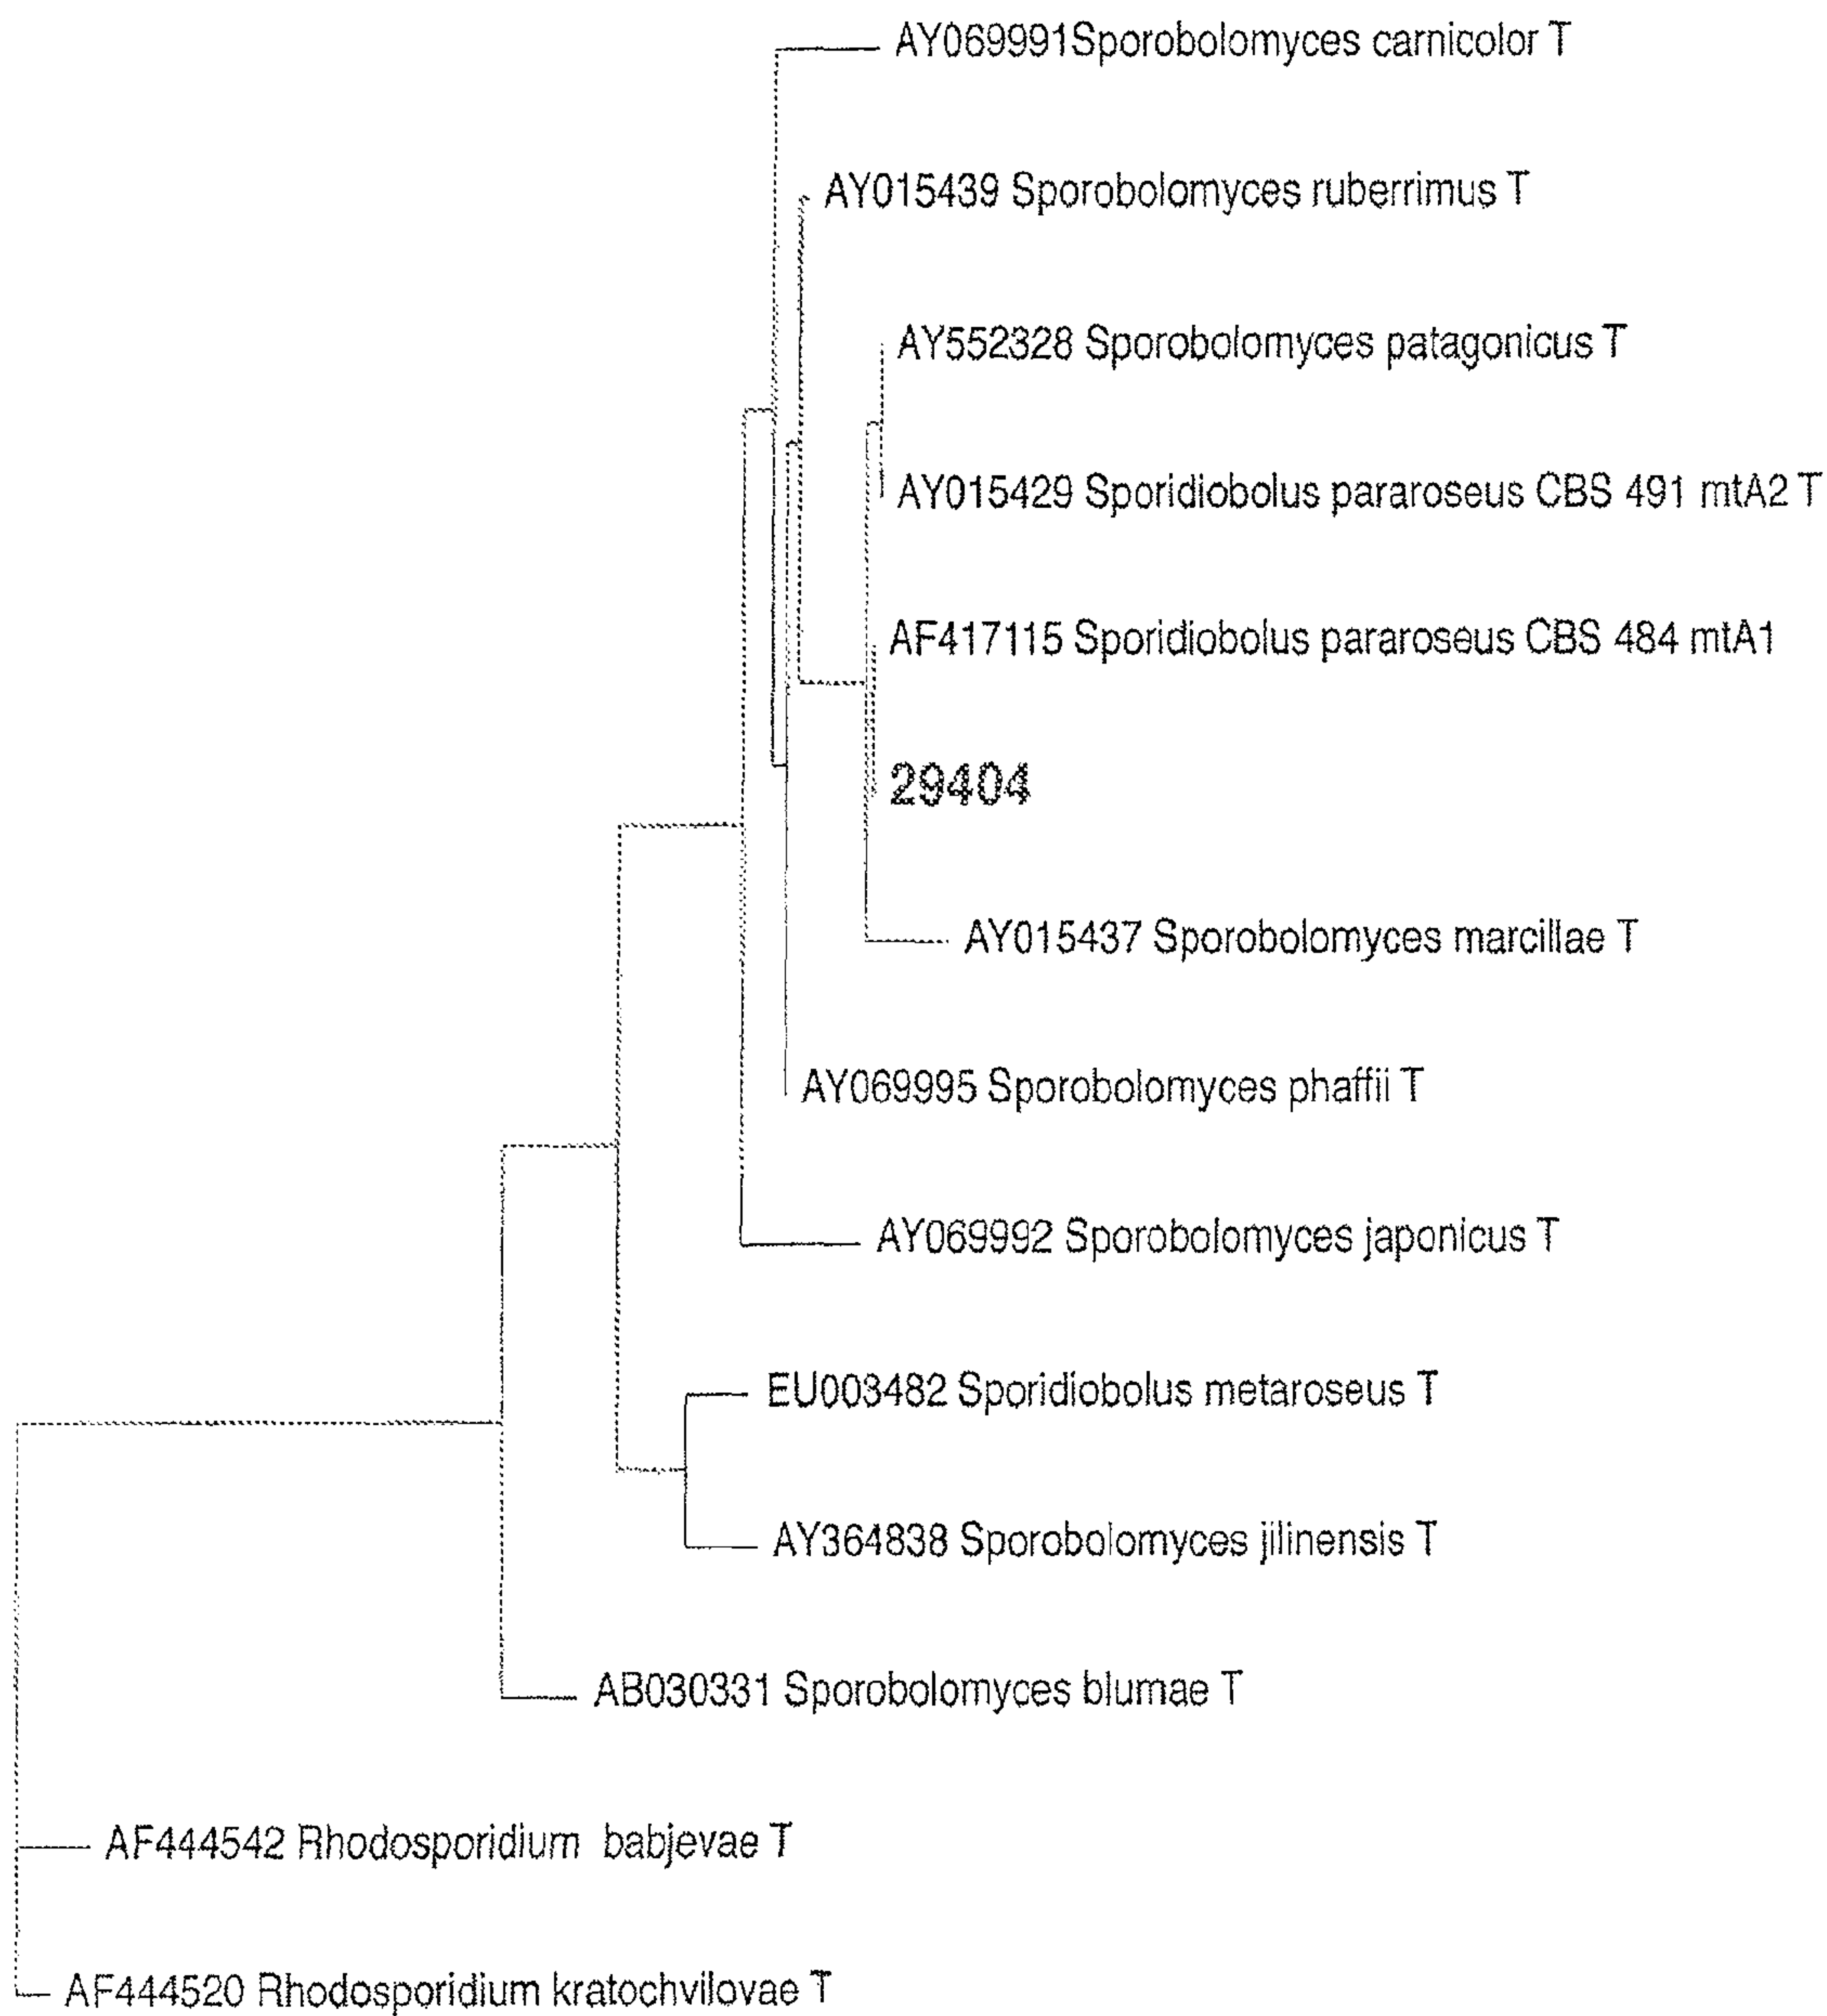 AY069991Sporobolomyces carnicolor T
AY015439 Sporobolomyces ruberrimus T
AY552328 Sporobolomyces patagonicus T
AY015429 Sporidiobolus pararoseus CBS 491 mtA2 T
AF417115 Sporidiobolus pararoseus CBS 484 mtA1
29404
AY015437 Sporobolomyces marcillae T
AY069995 Sporobolomyces phaffii T
AY069992 Sporobolomyces japonicus T
EU003482 Sporidiobolus metaroseus T
AY364838 Sporobolomyces jilinensis T
AB030331 Sporobolomyces blumae T
AF444542 Rhodosporidium babjevae T
AF444520 Rhodosporidium kratochvilovae T